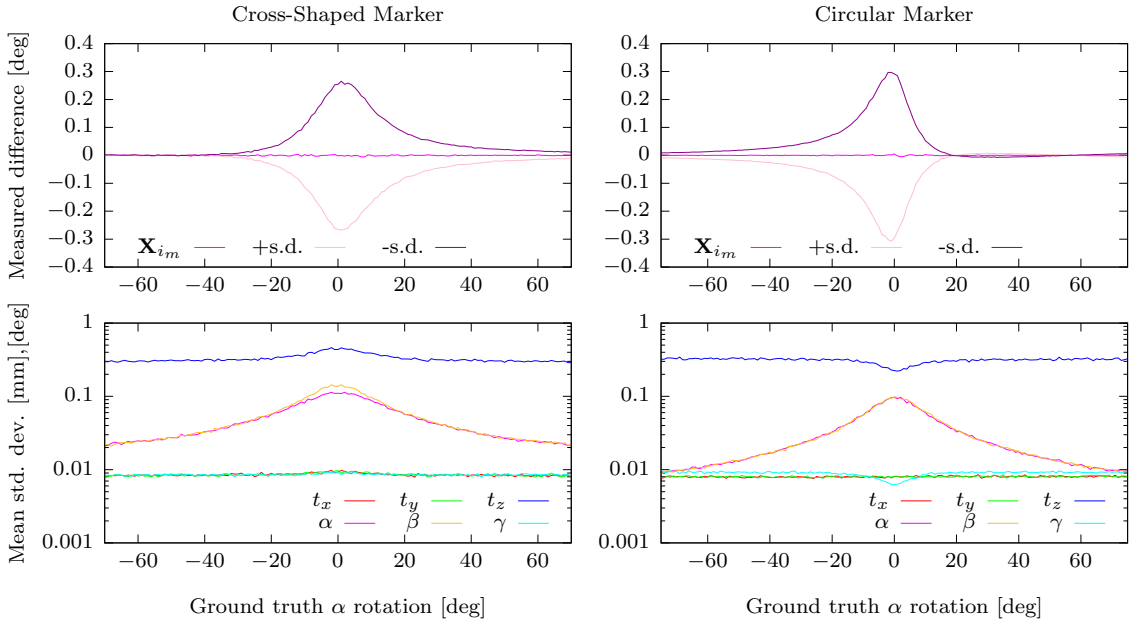 Cross-Shaped Marker
Circular Marker
Measured difference [deg]
0.4
0.3
0.2
0.1
0
−0.1
−0.2
−0.3
−0.4
X_{i_m} +s.d. -s.d.
−60 −40 −20 0 20 40 60
0.4
0.3
0.2
0.1
0
−0.1
−0.2
−0.3
−0.4
X_{i_m} +s.d. -s.d.
−60 −40 −20 0 20 40 60
Mean std. dev. [mm],[deg]
1
0.1
0.01
0.001
t_x t_y t_z
α β γ
−60 −40 −20 0 20 40 60
Ground truth α rotation [deg]
1
0.1
0.01
0.001
t_x t_y t_z
α β γ
−60 −40 −20 0 20 40 60
Ground truth α rotation [deg]